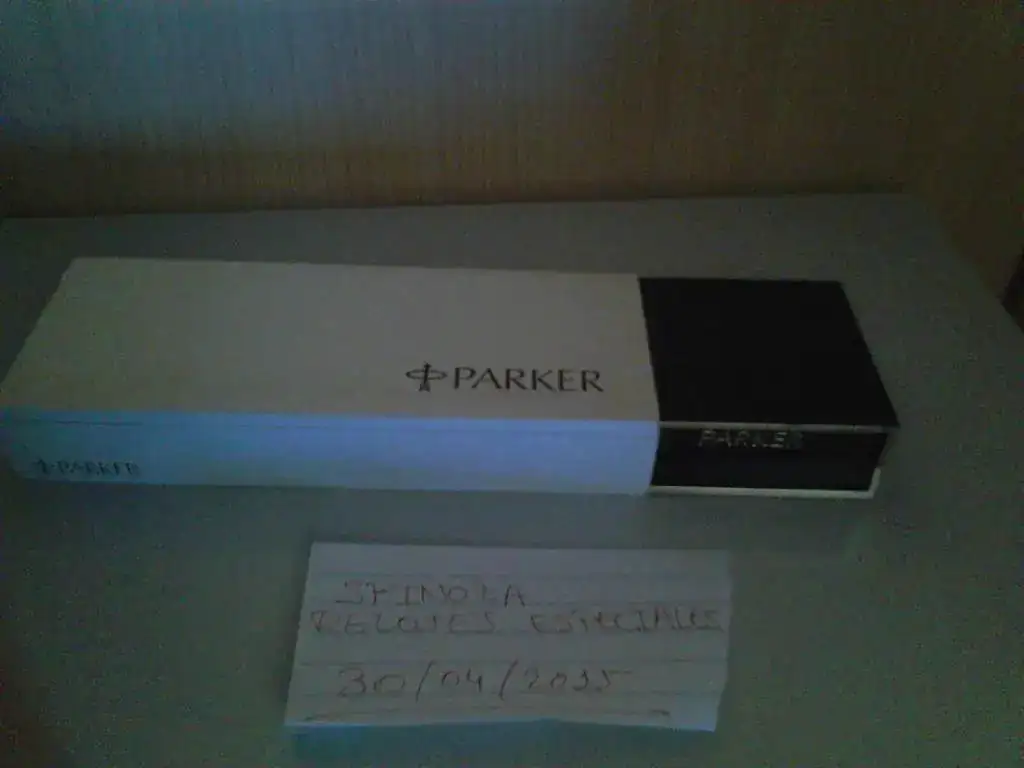 PARKER
PARKER
PARKER
SPINOLA
RELOJES ESPECIALES
30/04/2015